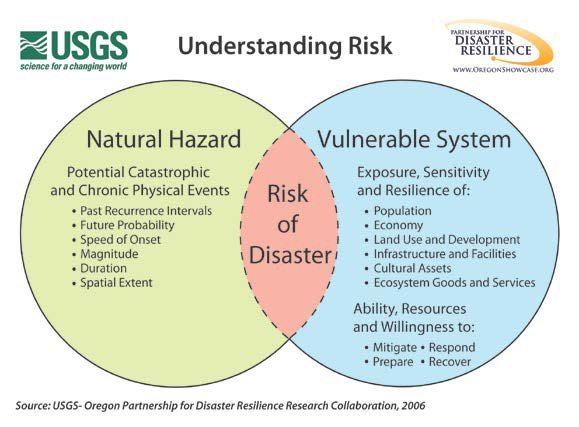 USGS
science for a changing world
Understanding Risk
PARTNERSHIP FOR
DISASTER
RESILIENCE
WWW.OREGONSHOWCASE.ORG
Natural Hazard
Potential Catastrophic
and Chronic Physical Events
• Past Recurrence Intervals
• Future Probability
• Speed of Onset
• Magnitude
• Duration
• Spatial Extent
Risk
of
Disaster
Vulnerable System
Exposure, Sensitivity
and Resilience of:
• Population
• Economy
• Land Use and Development
• Infrastructure and Facilities
• Cultural Assets
• Ecosystem Goods and Services
Ability, Resources
and Willingness to:
• Mitigate • Respond
• Prepare • Recover
Source: USGS- Oregon Partnership for Disaster Resilience Research Collaboration, 2006